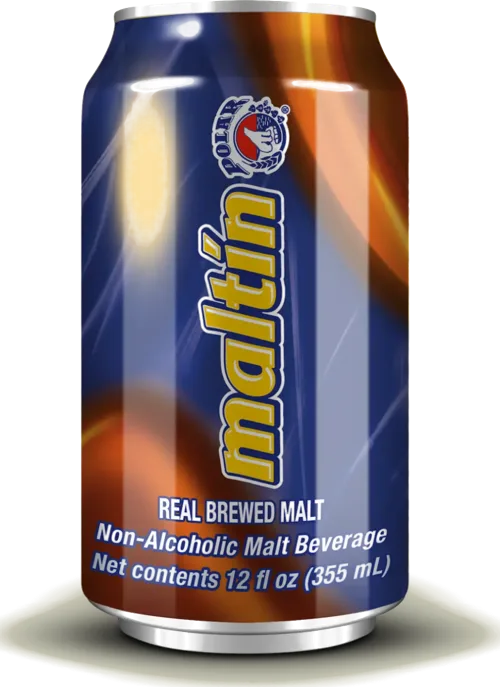 POLAR
®
maltín
REAL BREWED MALT
Non-Alcoholic Malt Beverage
Net contents 12 fl oz (355 mL)